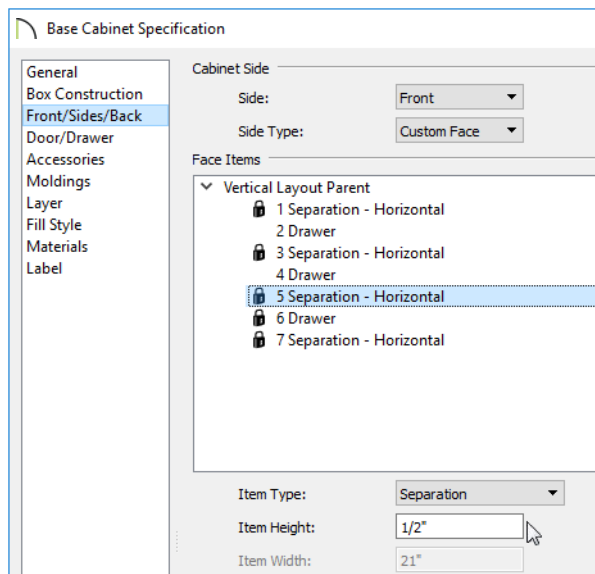 Base Cabinet Specification
General
Box Construction
Front/Sides/Back
Door/Drawer
Accessories
Moldings
Layer
Fill Style
Materials
Label
Cabinet Side
Side: Front
Side Type: Custom Face
Face Items
Vertical Layout Parent
1 Separation - Horizontal
2 Drawer
3 Separation - Horizontal
4 Drawer
5 Separation - Horizontal
6 Drawer
7 Separation - Horizontal
Item Type: Separation
Item Height: 1/2"
Item Width: 21"